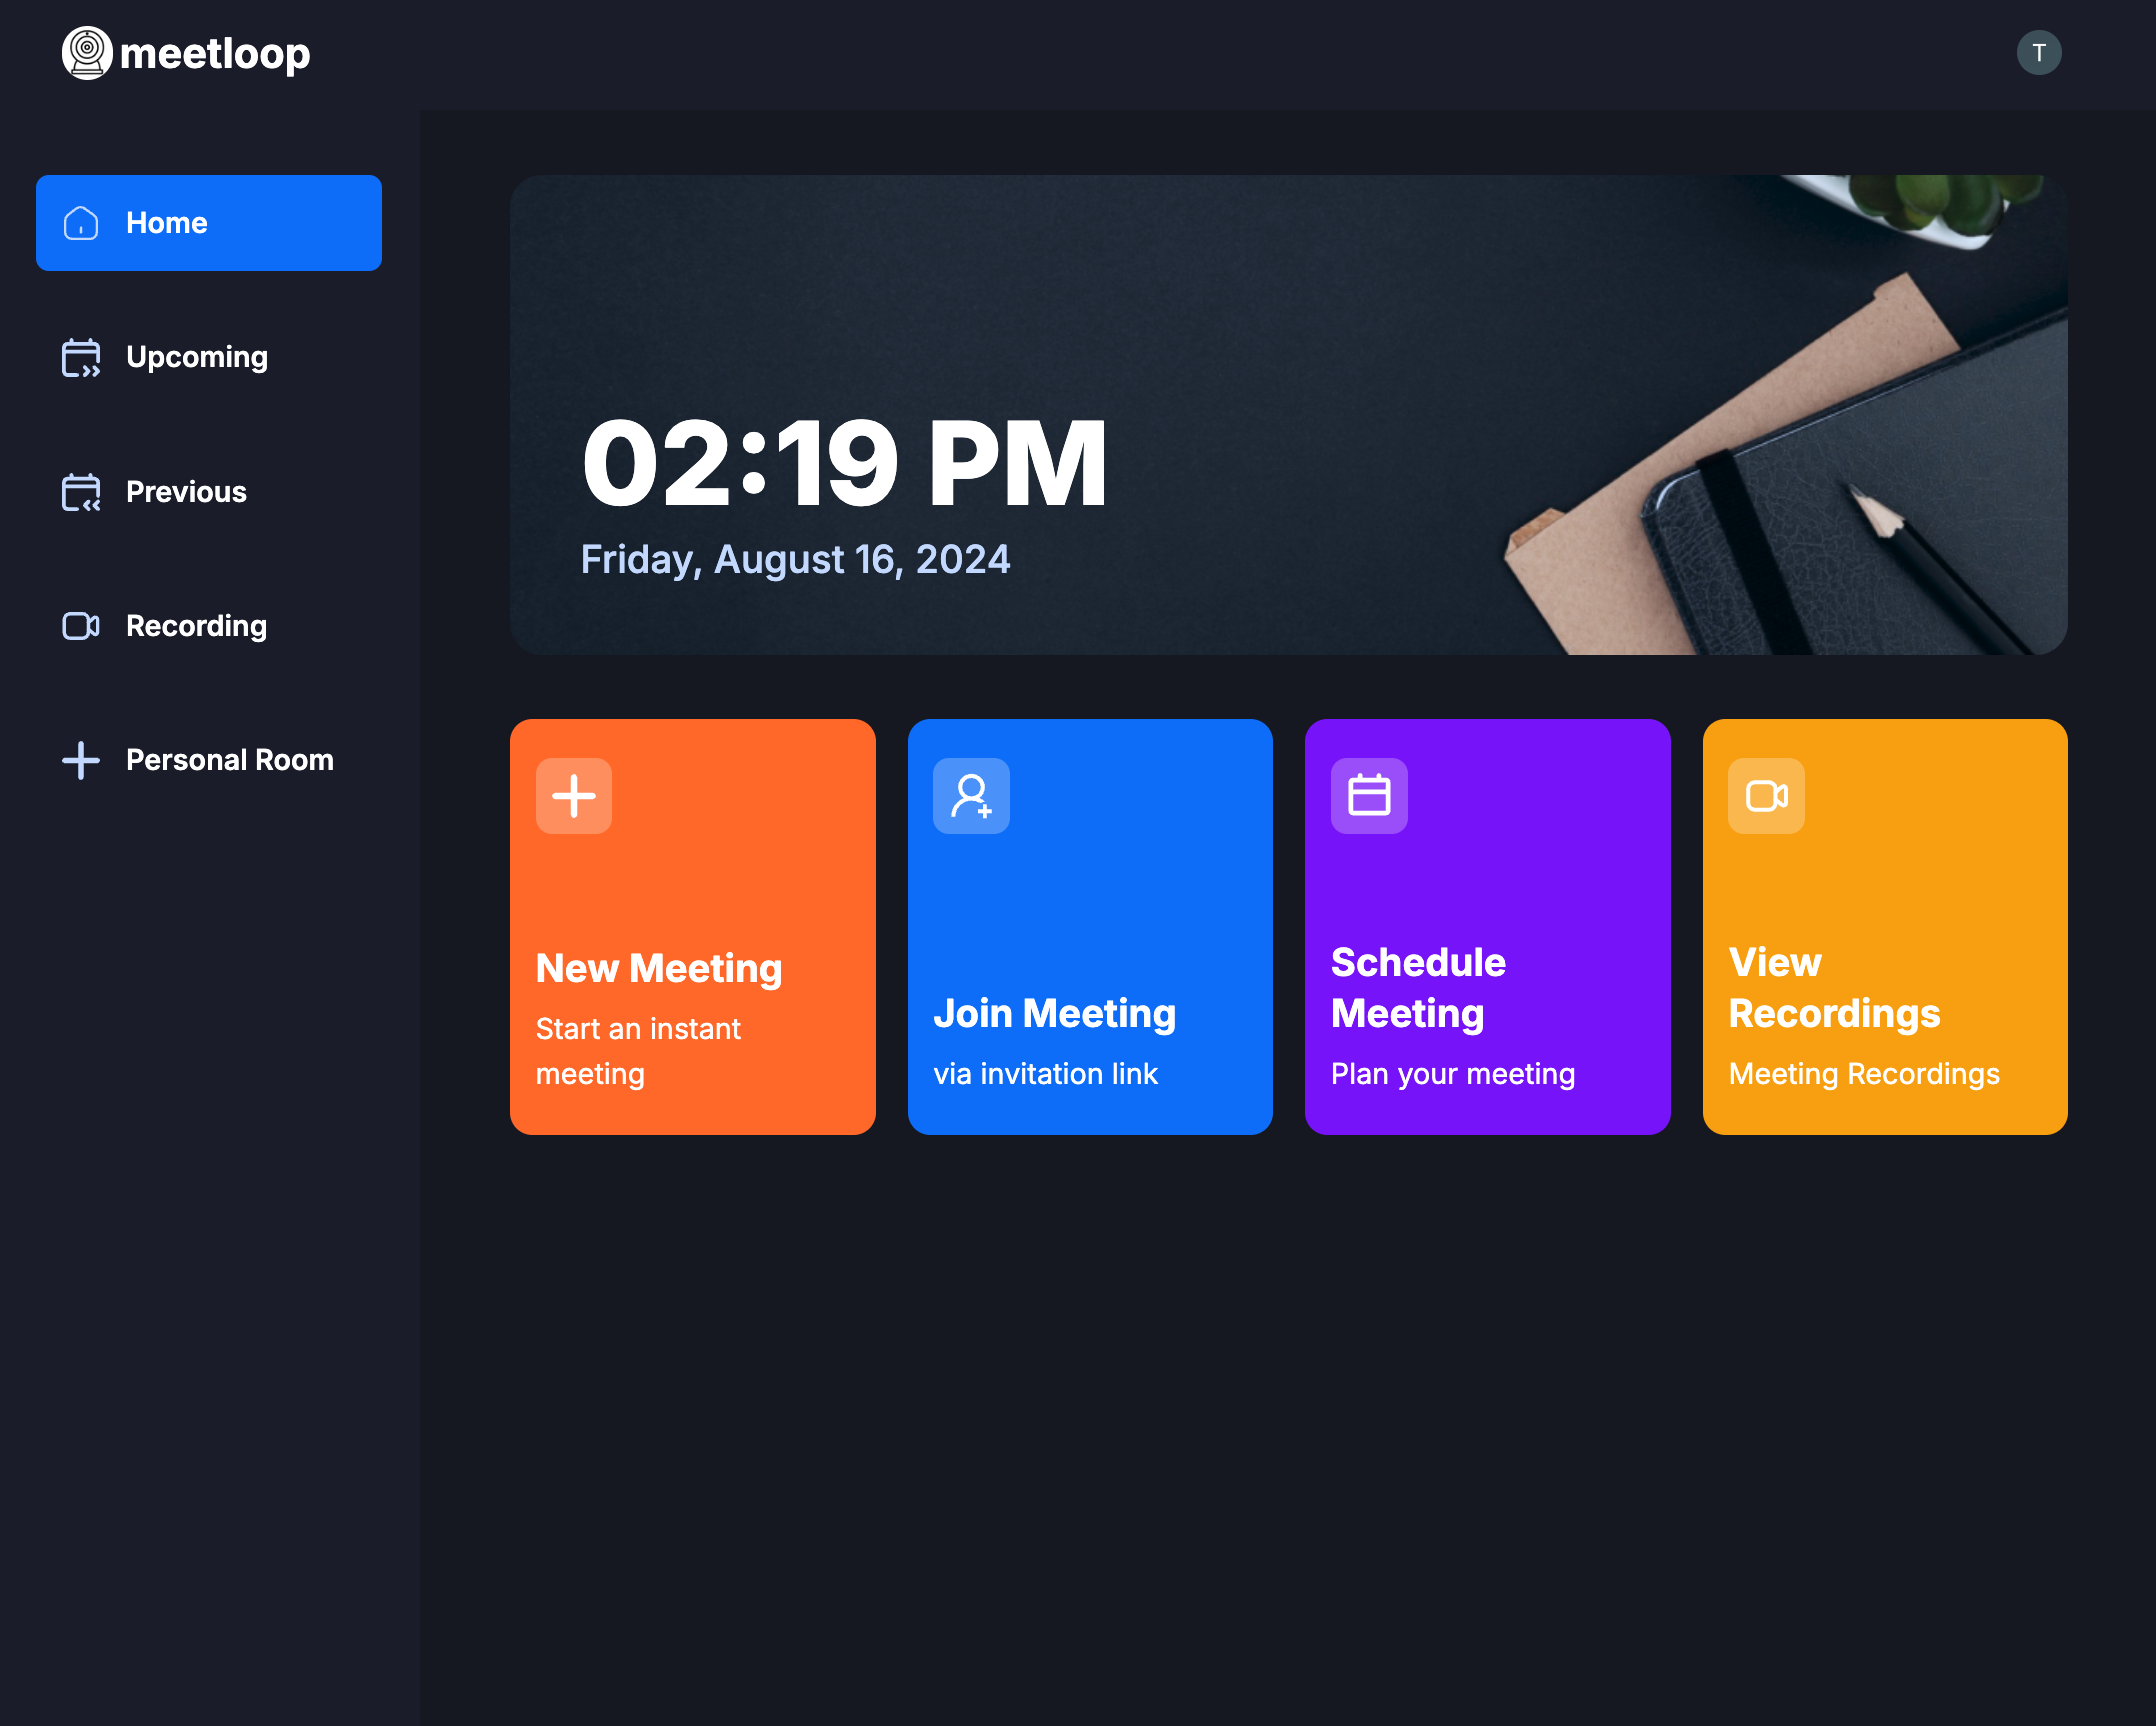 meetloop
T
Home
Upcoming
Previous
Recording
Personal Room
02:19 PM
Friday, August 16, 2024
New Meeting
Start an instant
meeting
Join Meeting
via invitation link
Schedule
Meeting
Plan your meeting
View
Recordings
Meeting Recordings